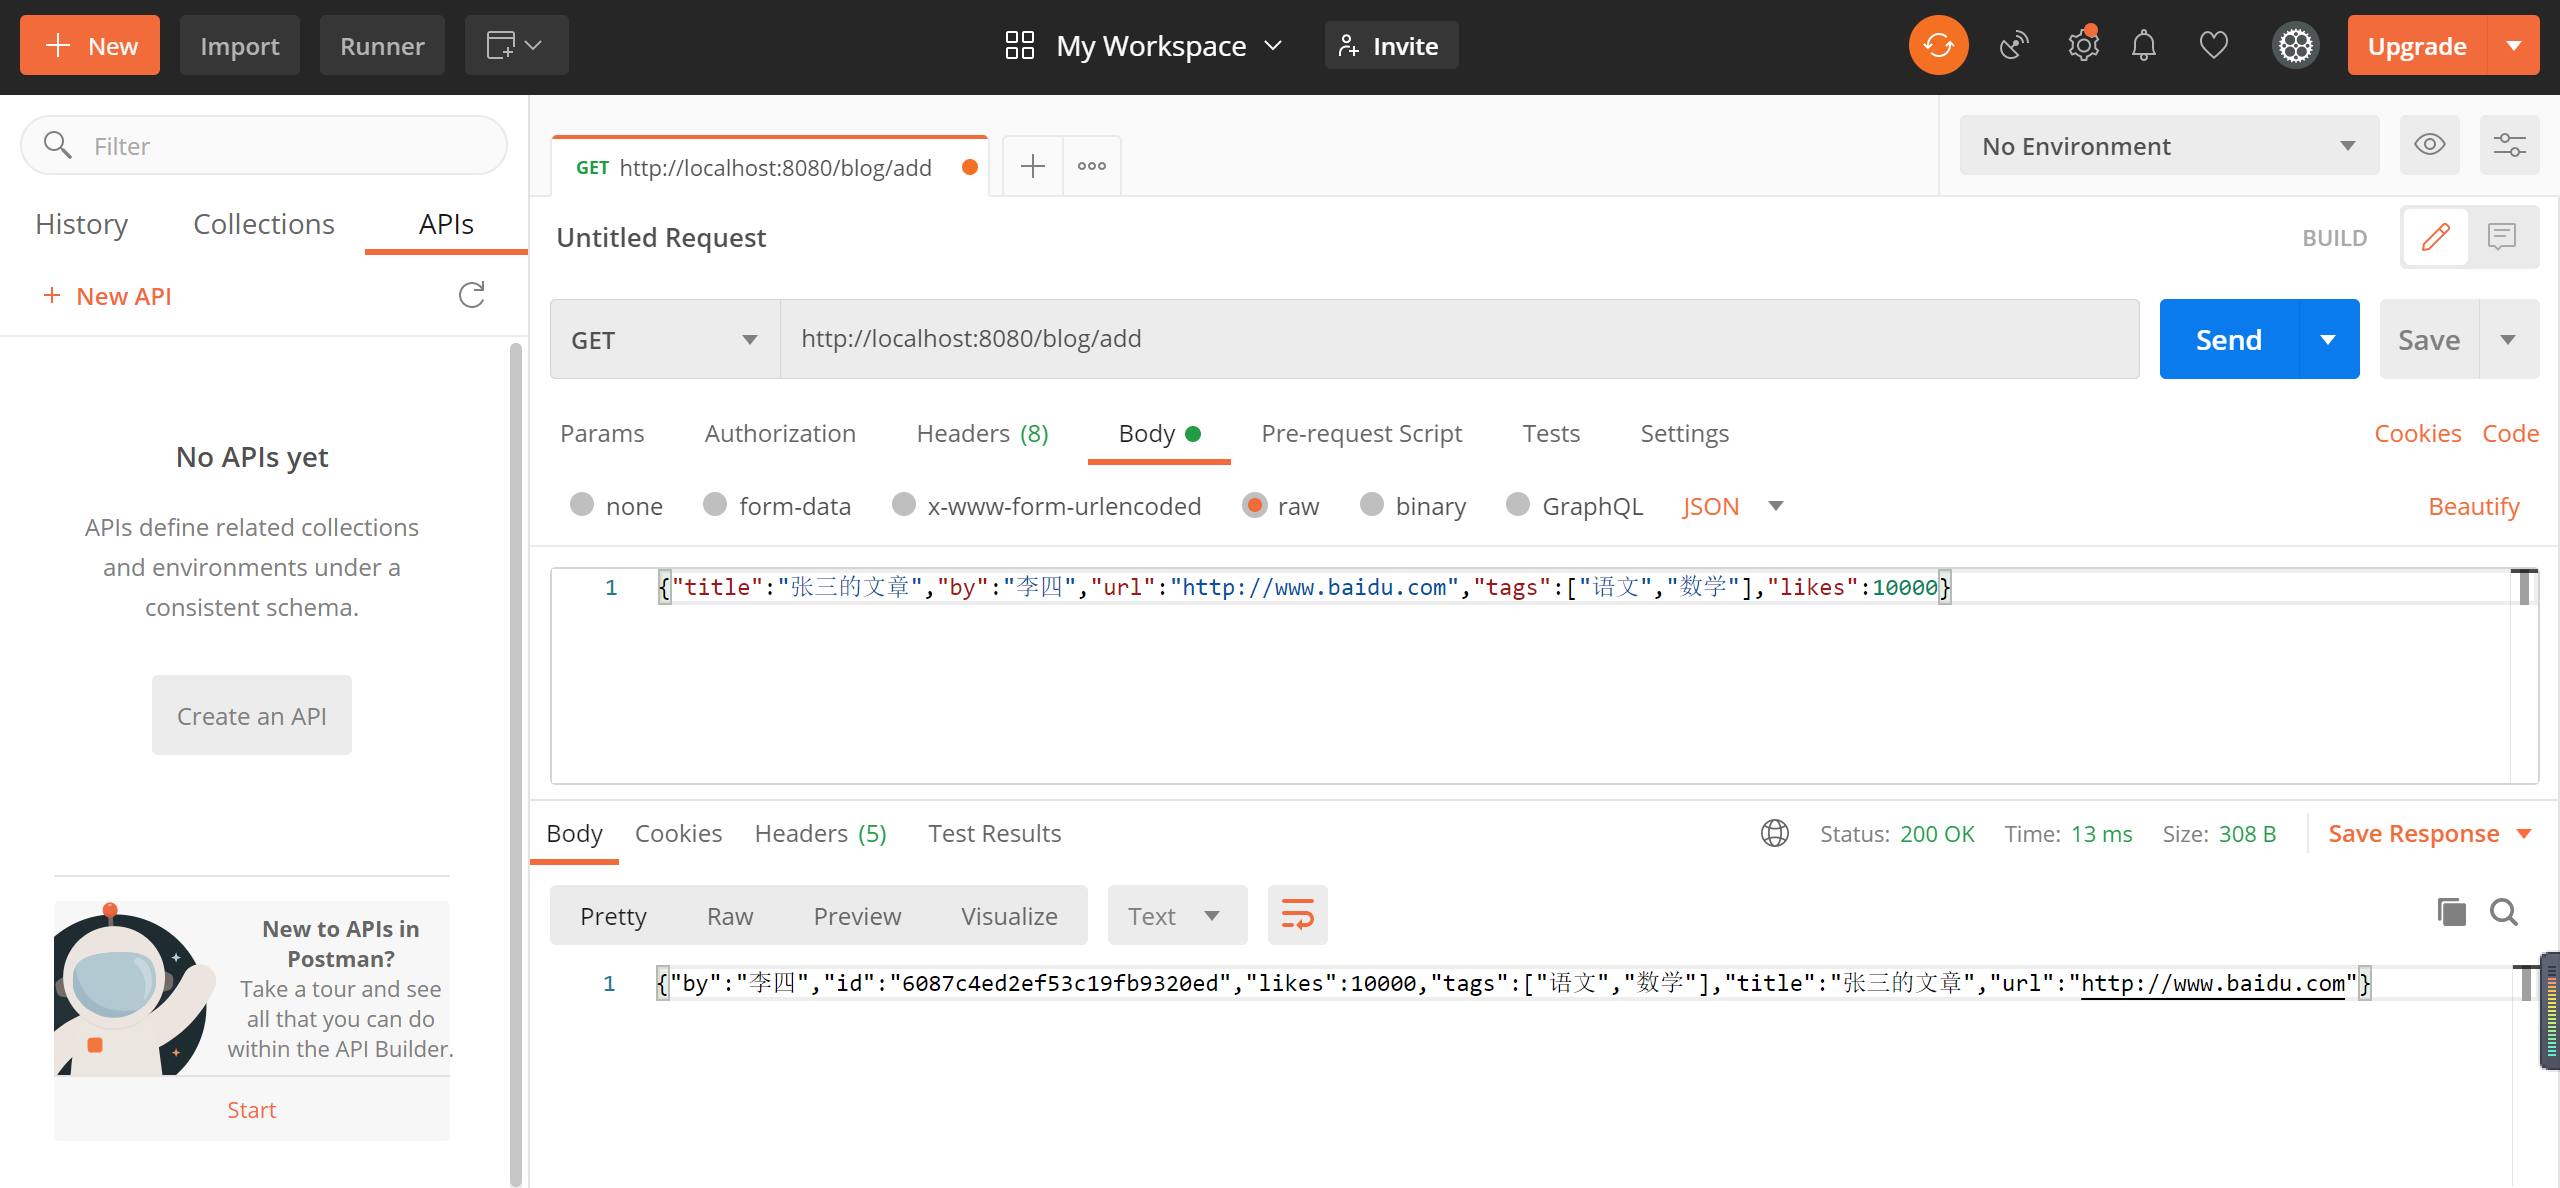 New Import Runner My Workspace Invite Upgrade
Filter
History Collections APIs
New API
No APIs yet
APIs define related collections
and environments under a
consistent schema.
Create an API
New to APIs in
Postman?
Take a tour and see
all that you can do
within the API Builder.
Start
GET http://localhost:8080/blog/add
No Environment
Untitled Request
BUILD
GET http://localhost:8080/blog/add Send Save
Params Authorization Headers (8) Body Pre-request Script Tests Settings Cookies Code
none form-data x-www-form-urlencoded raw binary GraphQL JSON Beautify
1 {"title":"张三的文章","by":"李四","url":"http://www.baidu.com","tags":["语文","数学"],"likes":10000}
Body Cookies Headers (5) Test Results Status: 200 OK Time: 13 ms Size: 308 B Save Response
Pretty Raw Preview Visualize Text
1 {"by":"李四","id":"6087c4ed2ef53c19fb9320ed","likes":10000,"tags":["语文","数学"],"title":"张三的文章","url":"http://www.baidu.com"}